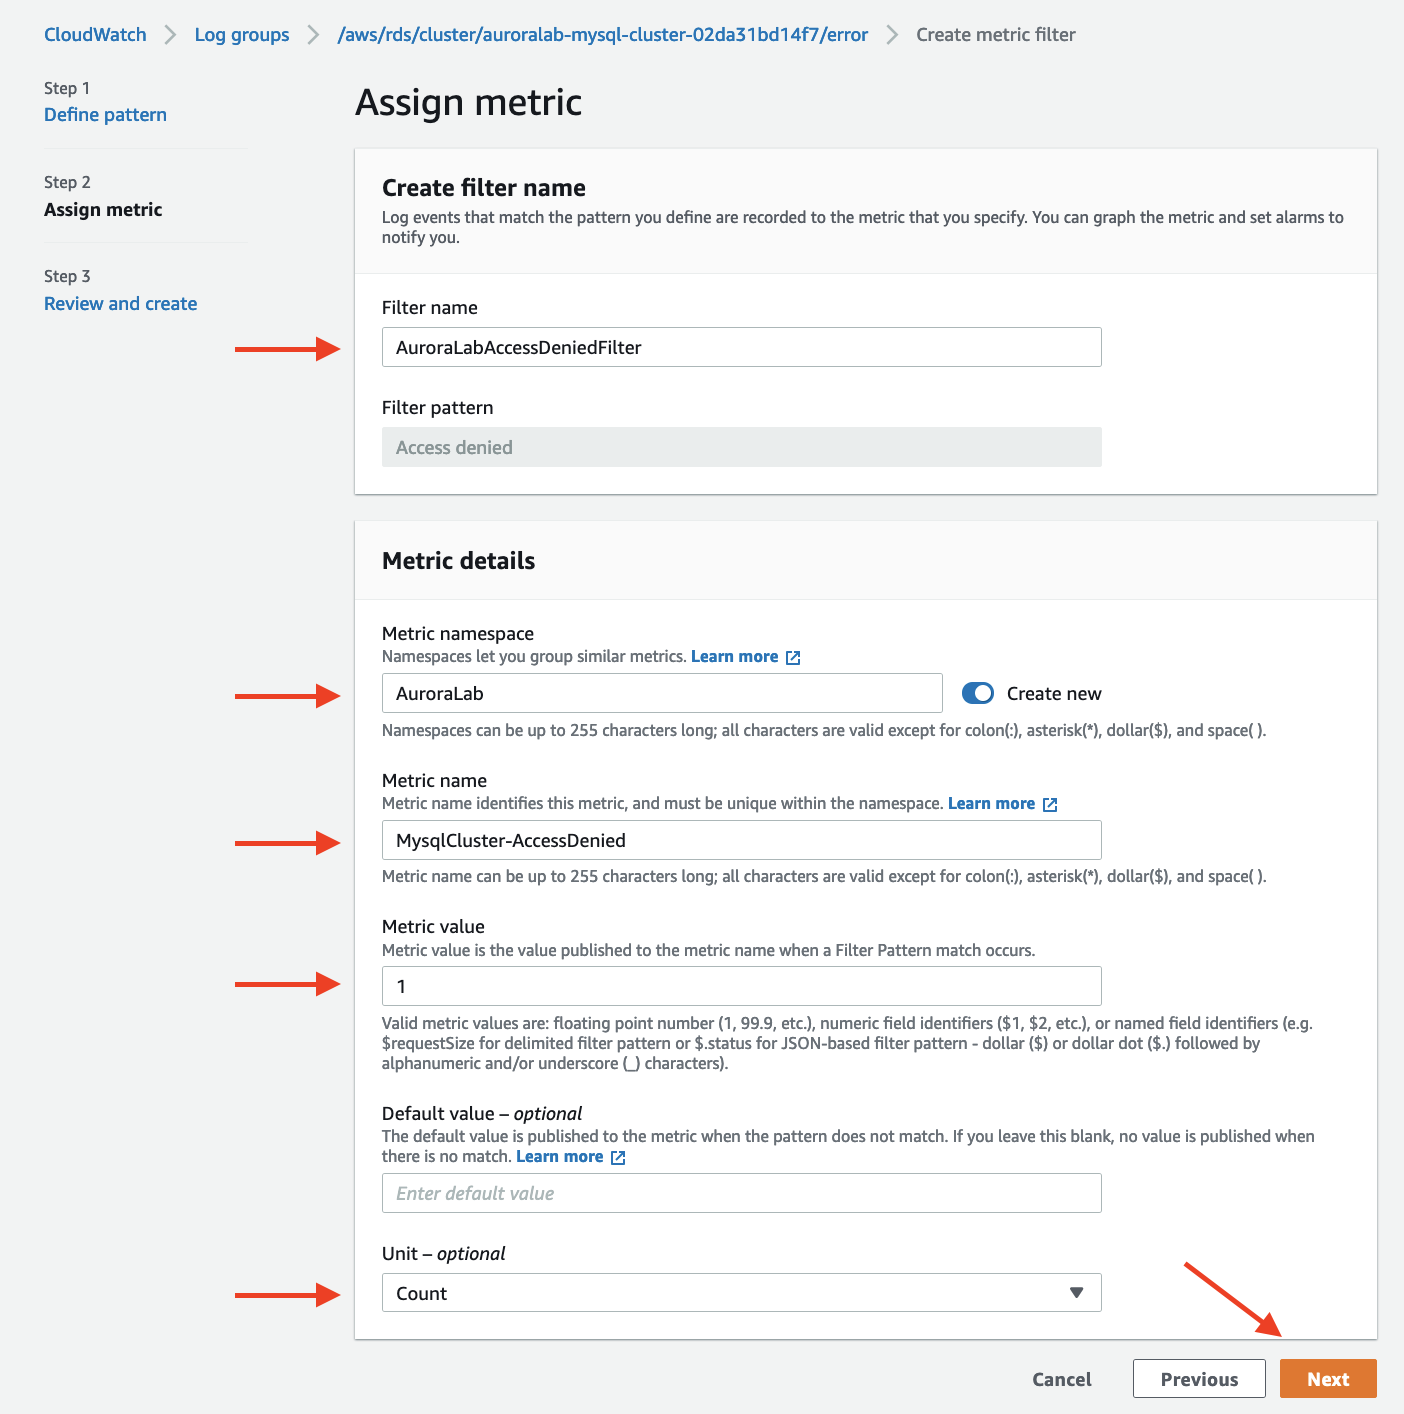 CloudWatch > Log groups > /aws/rds/cluster/auroralab-mysql-cluster-02da31bd14f7/error > Create metric filter
Step 1
Define pattern
Step 2
Assign metric
Step 3
Review and create
Assign metric
Create filter name
Log events that match the pattern you define are recorded to the metric that you specify. You can graph the metric and set alarms to
notify you.
Filter name
AuroraLabAccessDeniedFilter
Filter pattern
Access denied
Metric details
Metric namespace
Namespaces let you group similar metrics. Learn more
AuroraLab
Create new
Namespaces can be up to 255 characters long; all characters are valid except for colon(:), asterisk(*), dollar($), and space( ).
Metric name
Metric name identifies this metric, and must be unique within the namespace. Learn more
MysqlCluster-AccessDenied
Metric name can be up to 255 characters long; all characters are valid except for colon(:), asterisk(*), dollar($), and space( ).
Metric value
Metric value is the value published to the metric name when a Filter Pattern match occurs.
1
Valid metric values are: floating point number (1, 99.9, etc.), numeric field identifiers ($1, $2, etc.), or named field identifiers (e.g.
$requestSize for delimited filter pattern or $.status for JSON-based filter pattern - dollar ($) or dollar dot ($.) followed by
alphanumeric and/or underscore (_) characters).
Default value – optional
The default value is published to the metric when the pattern does not match. If you leave this blank, no value is published when
there is no match. Learn more
Enter default value
Unit – optional
Count
Cancel
Previous
Next